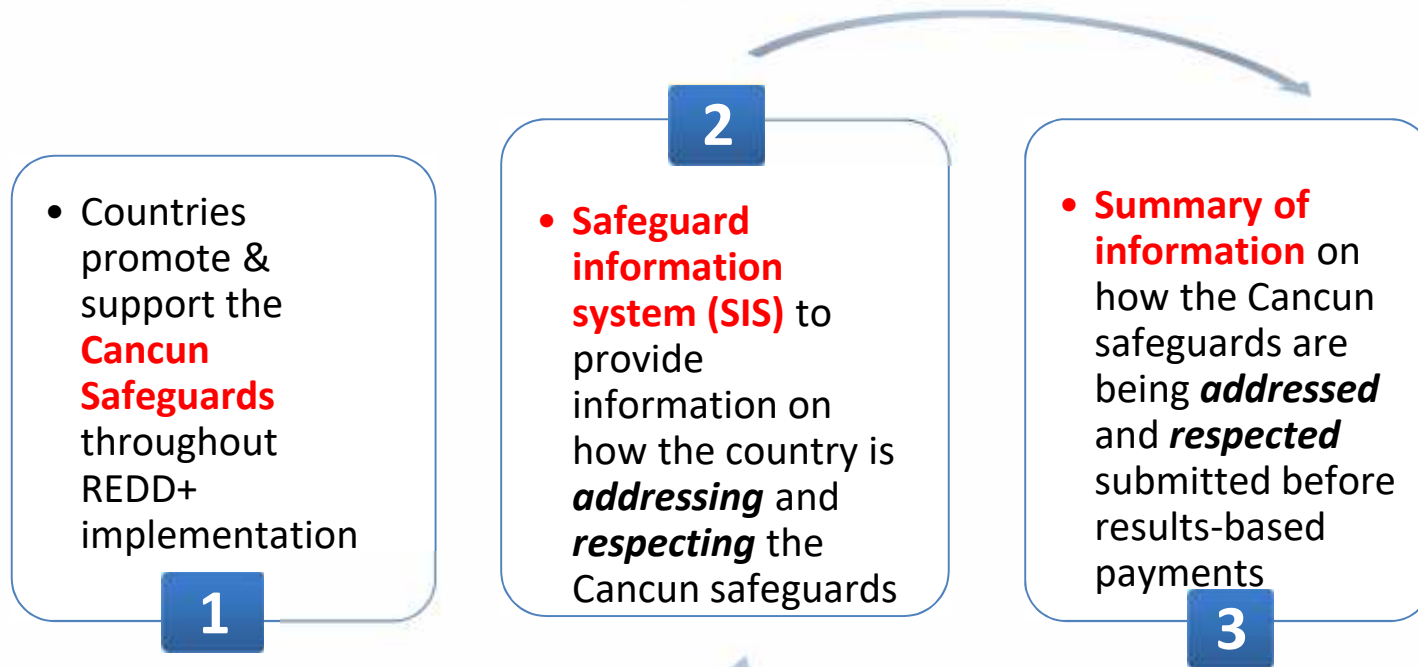 • Countries
promote &
support the
Cancun
Safeguards
throughout
REDD+
implementation
1
2
• Safeguard
information
system (SIS) to
provide
information on
how the country is
addressing and
respecting the
Cancun safeguards
• Summary of
information on
how the Cancun
safeguards are
being addressed
and respected
submitted before
results-based
payments
3